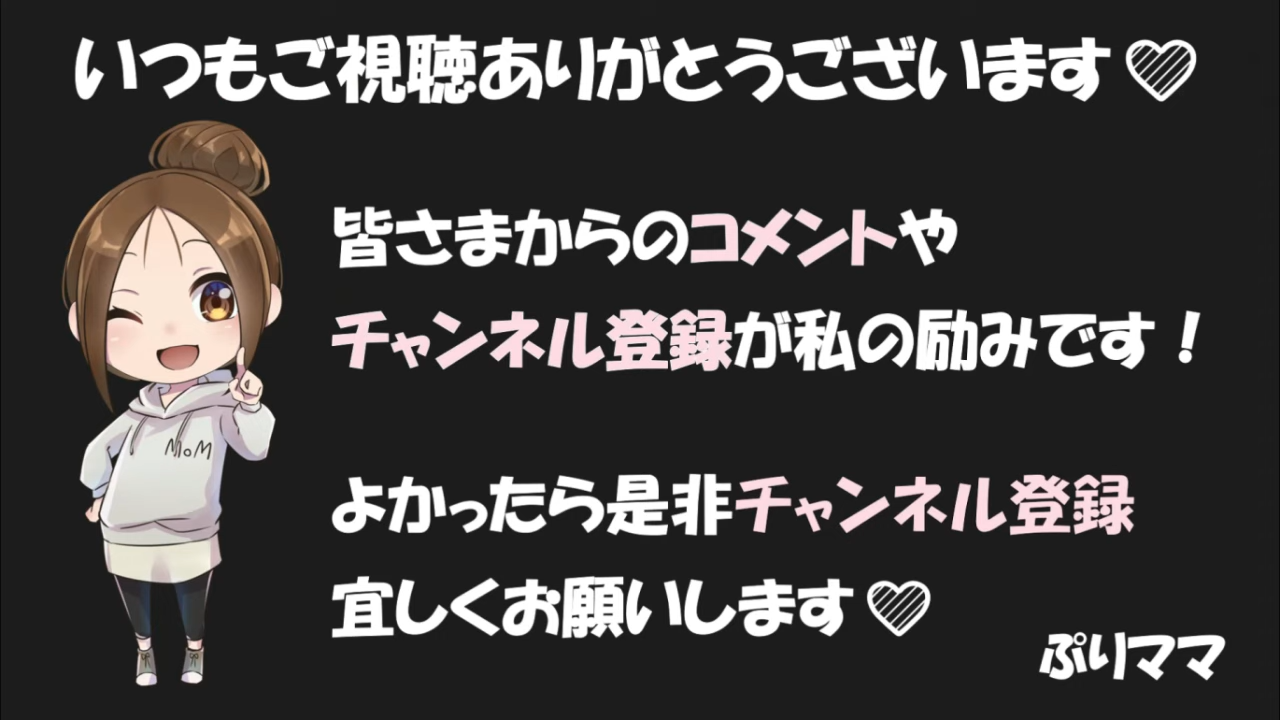 いつもご視聴ありがとうございます♡
皆さまからのコメントや
チャンネル登録が私の励みです！
MoM
よかったら是非チャンネル登録
宜しくお願いします♡
ぷりママ